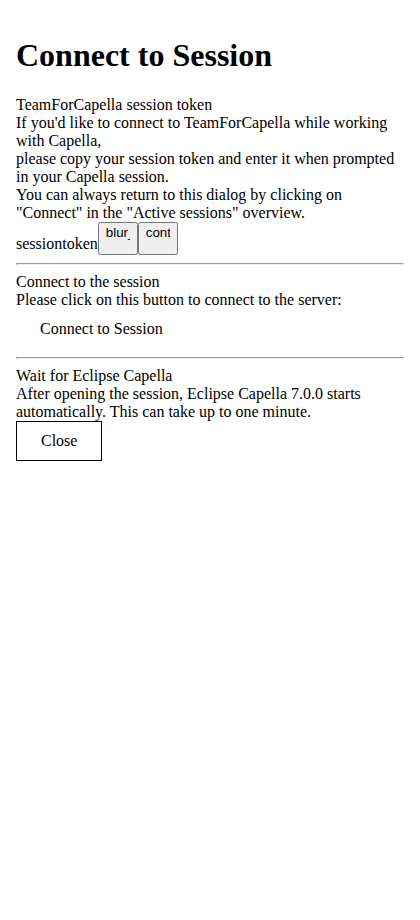 Connect to Session
TeamForCapella session token
If you'd like to connect to TeamForCapella while working
with Capella,
please copy your session token and enter it when prompted
in your Capella session.
You can always return to this dialog by clicking on
"Connect" in the "Active sessions" overview.
sessiontoken blur_ cont
Connect to the session
Please click on this button to connect to the server:
Connect to Session
Wait for Eclipse Capella
After opening the session, Eclipse Capella 7.0.0 starts
automatically. This can take up to one minute.
Close